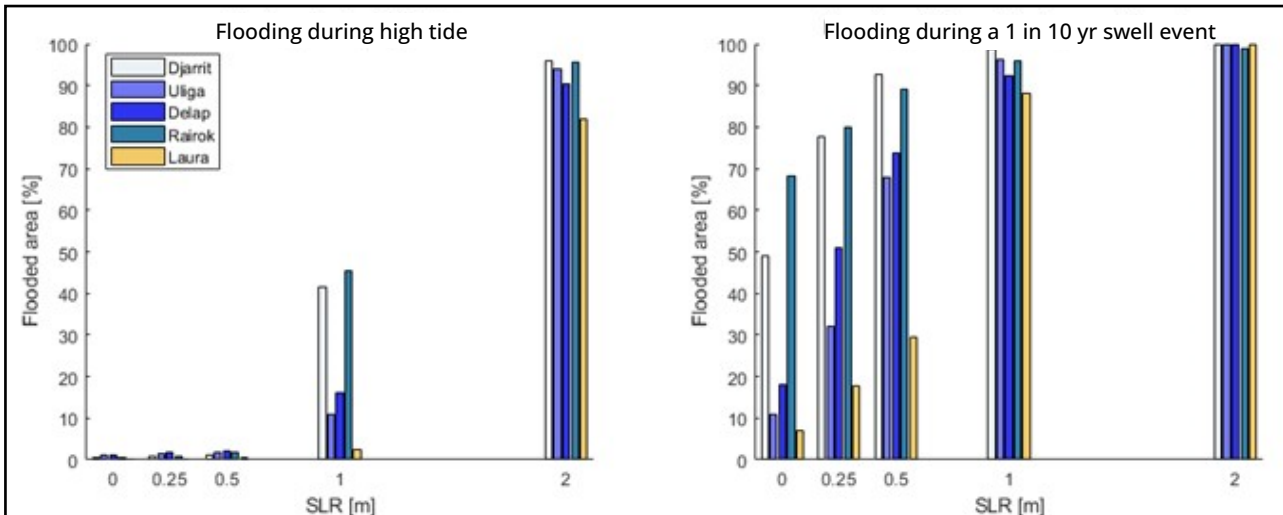 Flooding during high tide
100
90
80
70
60
50
40
30
20
10
0
Flooded area [%]
Djarrit
Uliga
Delap
Rairok
Laura
0 0.25 0.5 1 2
SLR [m]
Flooding during a 1 in 10 yr swell event
100
90
80
70
60
50
40
30
20
10
0
Flooded area [%]
0 0.25 0.5 1 2
SLR [m]